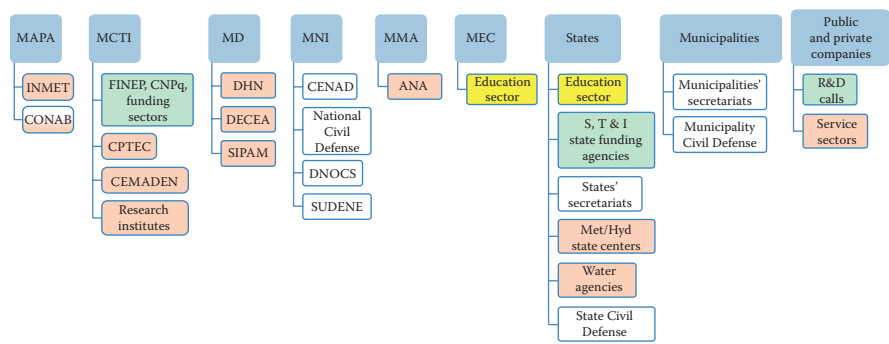 MAPA
INMET
CONAB
MCTI
FINEP, CNPq,
funding
sectors
CPTEC
CEMADEN
Research
institutes
MD
DHN
DECEA
SIPAM
MNI
CENAD
National
Civil
Defense
DNOCS
SUDENE
MMA
ANA
MEC
Education
sector
States
Education
sector
S, T & I
state funding
agencies
States’
secretariats
Met/Hyd
state centers
Water
agencies
State Civil
Defense
Municipalities
Municipalities’
secretariats
Municipality
Civil Defense
Public
and private
companies
R&D
calls
Service
sectors